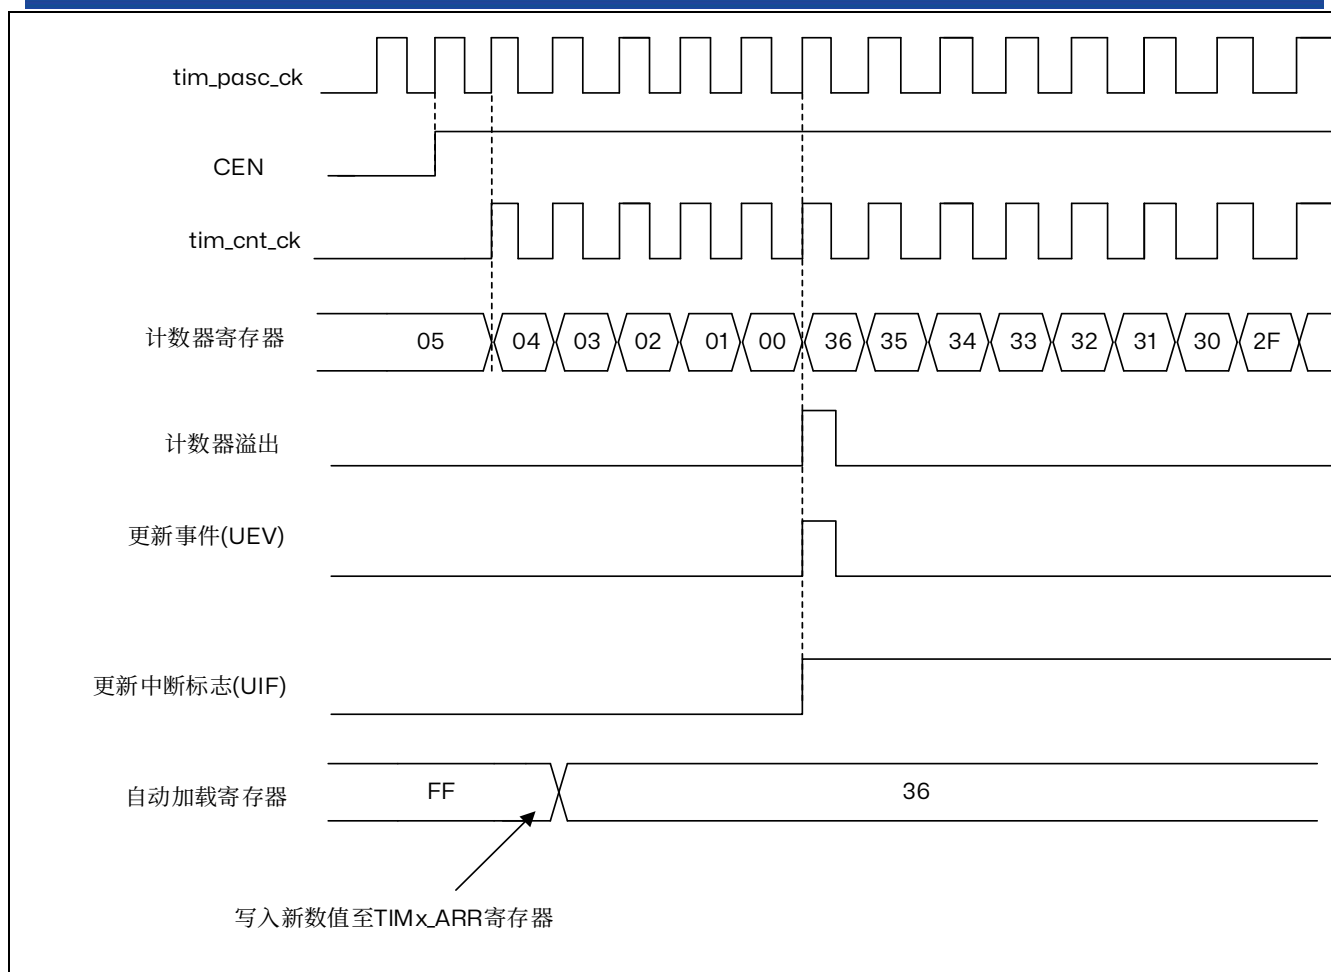 tim_pasc_ck
CEN
tim_cnt_ck
计数器寄存器 05 04 03 02 01 00 36 35 34 33 32 31 30 2F
计数器溢出
更新事件(UEV)
更新中断标志(UIF)
自动加载寄存器 FF 36
写入新数值至TIMx_ARR寄存器